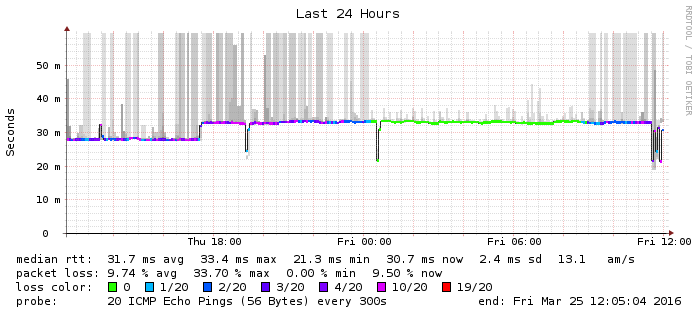 Last 24 Hours
RRDTOOL / TOBI OETIKER
Seconds
50 m
40 m
30 m
20 m
10 m
0
Thu 18:00 Fri 00:00 Fri 06:00 Fri 12:00
median rtt: 31.7 ms avg 33.4 ms max 21.3 ms min 30.7 ms now 2.4 ms sd 13.1 am/s
packet loss: 9.74 % avg 33.70 % max 0.00 % min 9.50 % now
loss color: 0 1/20 2/20 3/20 4/20 10/20 19/20
probe: 20 ICMP Echo Pings (56 Bytes) every 300s end: Fri Mar 25 12:05:04 2016